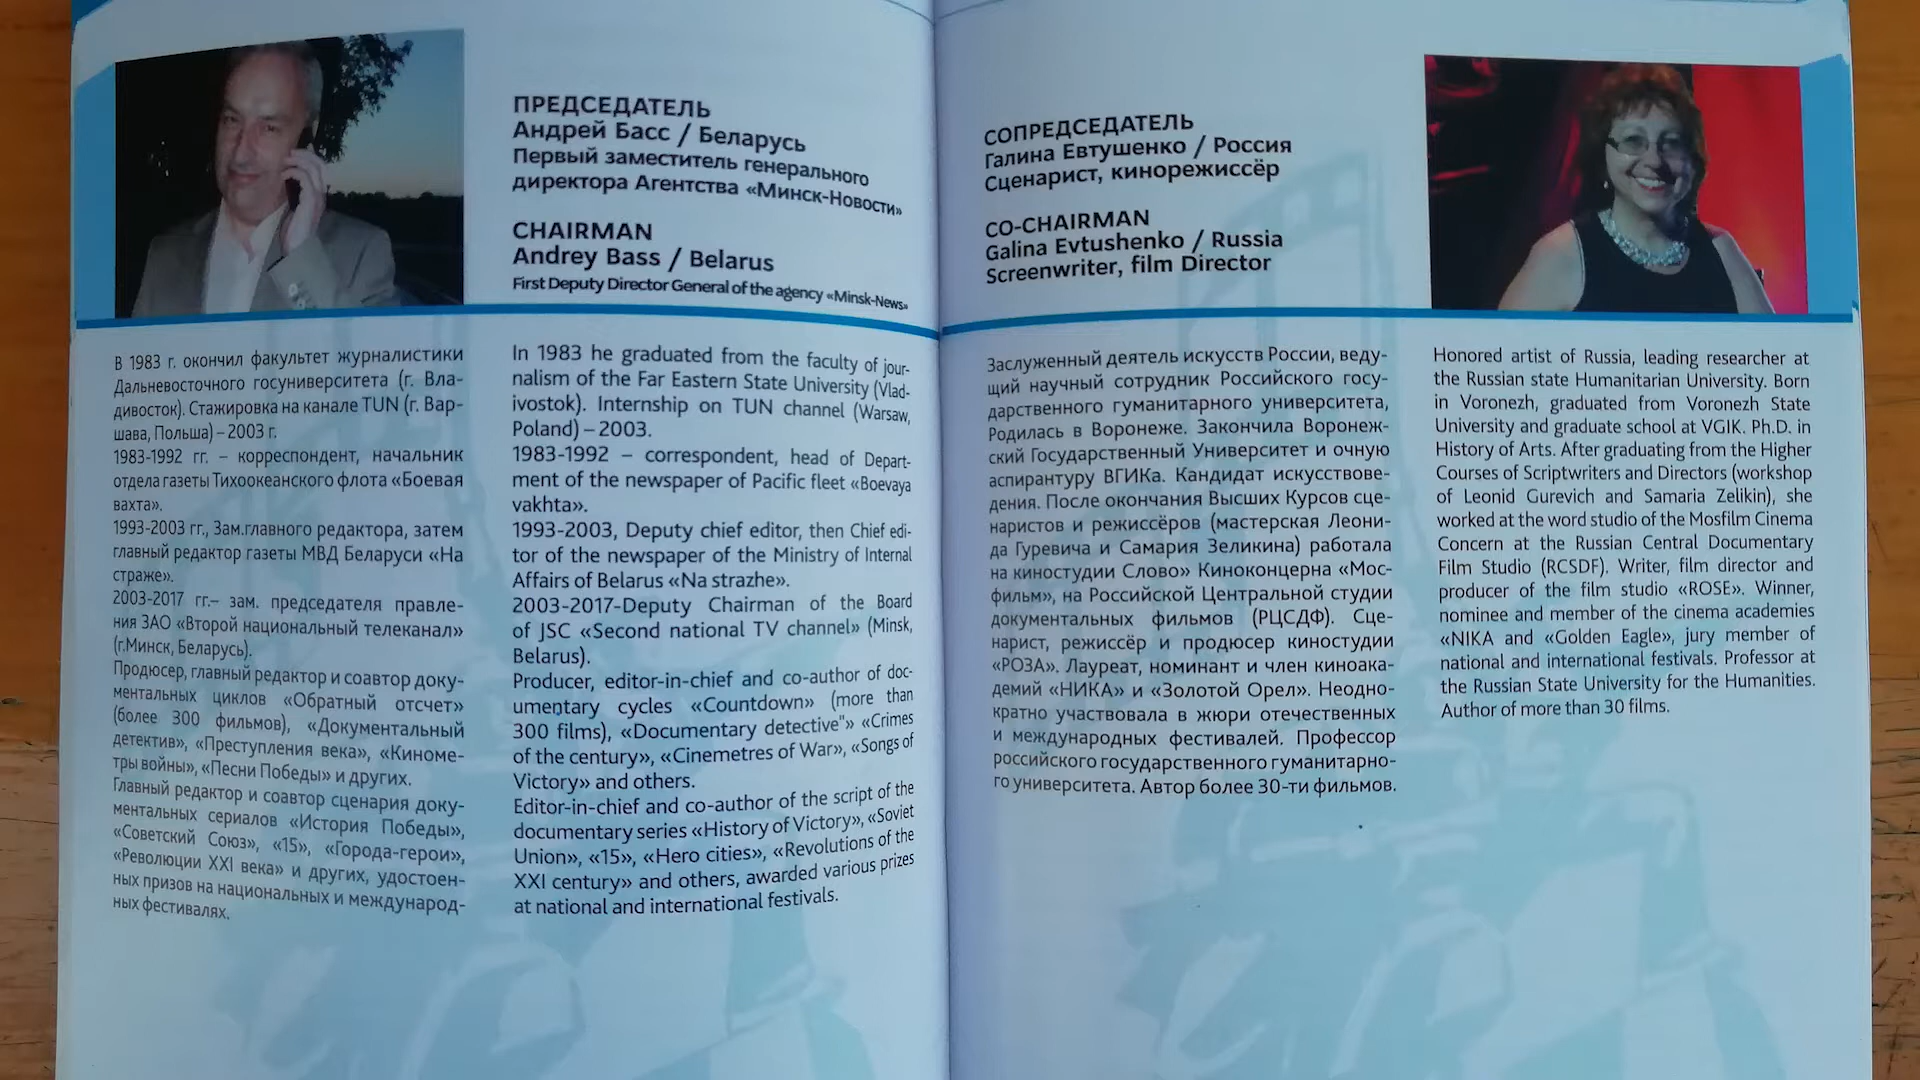 ПРЕДСЕДАТЕЛЬ
Андрей Басс / Беларусь
Первый заместитель генерального
директора Агентства «Минск-Новости»
CHAIRMAN
Andrey Bass / Belarus
First Deputy Director General of the agency «Minsk-News»
В 1983 г. окончил факультет журналистики
Дальневосточного госуниверситета (г. Вла-
дивосток). Стажировка на канале TUN (г. Вар-
шава, Польша) – 2003 г.
1983-1992 гг. – корреспондент, начальник
отдела газеты Тихоокеанского флота «Боевая
вахта».
1993-2003 гг., Зам.главного редактора, затем
главный редактор газеты МВД Беларуси «На
страже».
2003-2017 гг.– зам. председателя правле-
ния ЗАО «Второй национальный телеканал»
(г.Минск, Беларусь).
Продюсер, главный редактор и соавтор доку-
ментальных циклов «Обратный отсчет»
(более 300 фильмов), «Документальный
детектив», «Преступления века», «Киноме-
тры войны», «Песни Победы» и других.
Главный редактор и соавтор сценария доку-
ментальных сериалов «История Победы»,
«Советский Союз», «15», «Города-герои»,
«Революции XXI века» и других, удостоен-
ных призов на национальных и международ-
ных фестивалях.
In 1983 he graduated from the faculty of jour-
nalism of the Far Eastern State University (Vlad-
ivostok). Internship on TUN channel (Warsaw,
Poland) – 2003.
1983-1992 – correspondent, head of Depart-
ment of the newspaper of Pacific fleet «Boevaya
vakhta».
1993-2003, Deputy chief editor, then Chief edi-
tor of the newspaper of the Ministry of Internal
Affairs of Belarus «Na strazhe».
2003-2017-Deputy Chairman of the Board
of JSC «Second national TV channel» (Minsk,
Belarus).
Producer, editor-in-chief and co-author of doc-
umentary cycles «Countdown» (more than
300 films), «Documentary detective"» «Crimes
of the century», «Cinemetres of War», «Songs of
Victory» and others.
Editor-in-chief and co-author of the script of the
documentary series «History of Victory», «Soviet
Union», «15», «Hero cities», «Revolutions of the
XXI century» and others, awarded various prizes
at national and international festivals.
СОПРЕДСЕДАТЕЛЬ
Галина Евтушенко / Россия
Сценарист, кинорежиссёр
CO-CHAIRMAN
Galina Evtushenko / Russia
Screenwriter, film Director
Заслуженный деятель искусств России, веду-
щий научный сотрудник Российского госу-
дарственного гуманитарного университета,
Родилась в Воронеже. Закончила Воронеж-
ский Государственный Университет и очную
аспирантуру ВГИКа. Кандидат искусствове-
дения. После окончания Высших Курсов сце-
наристов и режиссёров (мастерская Леони-
да Гуревича и Самария Зеликина) работала
на киностудии Слово» Киноконцерна «Мос-
фильм», на Российской Центральной студии
документальных фильмов (РЦСДФ). Сце-
нарист, режиссёр и продюсер киностудии
«РОЗА». Лауреат, номинант и член киноака-
демий «НИКА» и «Золотой Орел». Неодно-
кратно участвовала в жюри отечественных
и международных фестивалей. Профессор
российского государственного гуманитарно-
го университета. Автор более 30-ти фильмов.
Honored artist of Russia, leading researcher at
the Russian state Humanitarian University. Born
in Voronezh, graduated from Voronezh State
University and graduate school at VGIK. Ph.D. in
History of Arts. After graduating from the Higher
Courses of Scriptwriters and Directors (workshop
of Leonid Gurevich and Samaria Zelikin), she
worked at the word studio of the Mosfilm Cinema
Concern at the Russian Central Documentary
Film Studio (RCSDF). Writer, film director and
producer of the film studio «ROSE». Winner,
nominee and member of the cinema academies
«NIKA and «Golden Eagle», jury member of
national and international festivals. Professor at
the Russian State University for the Humanities.
Author of more than 30 films.